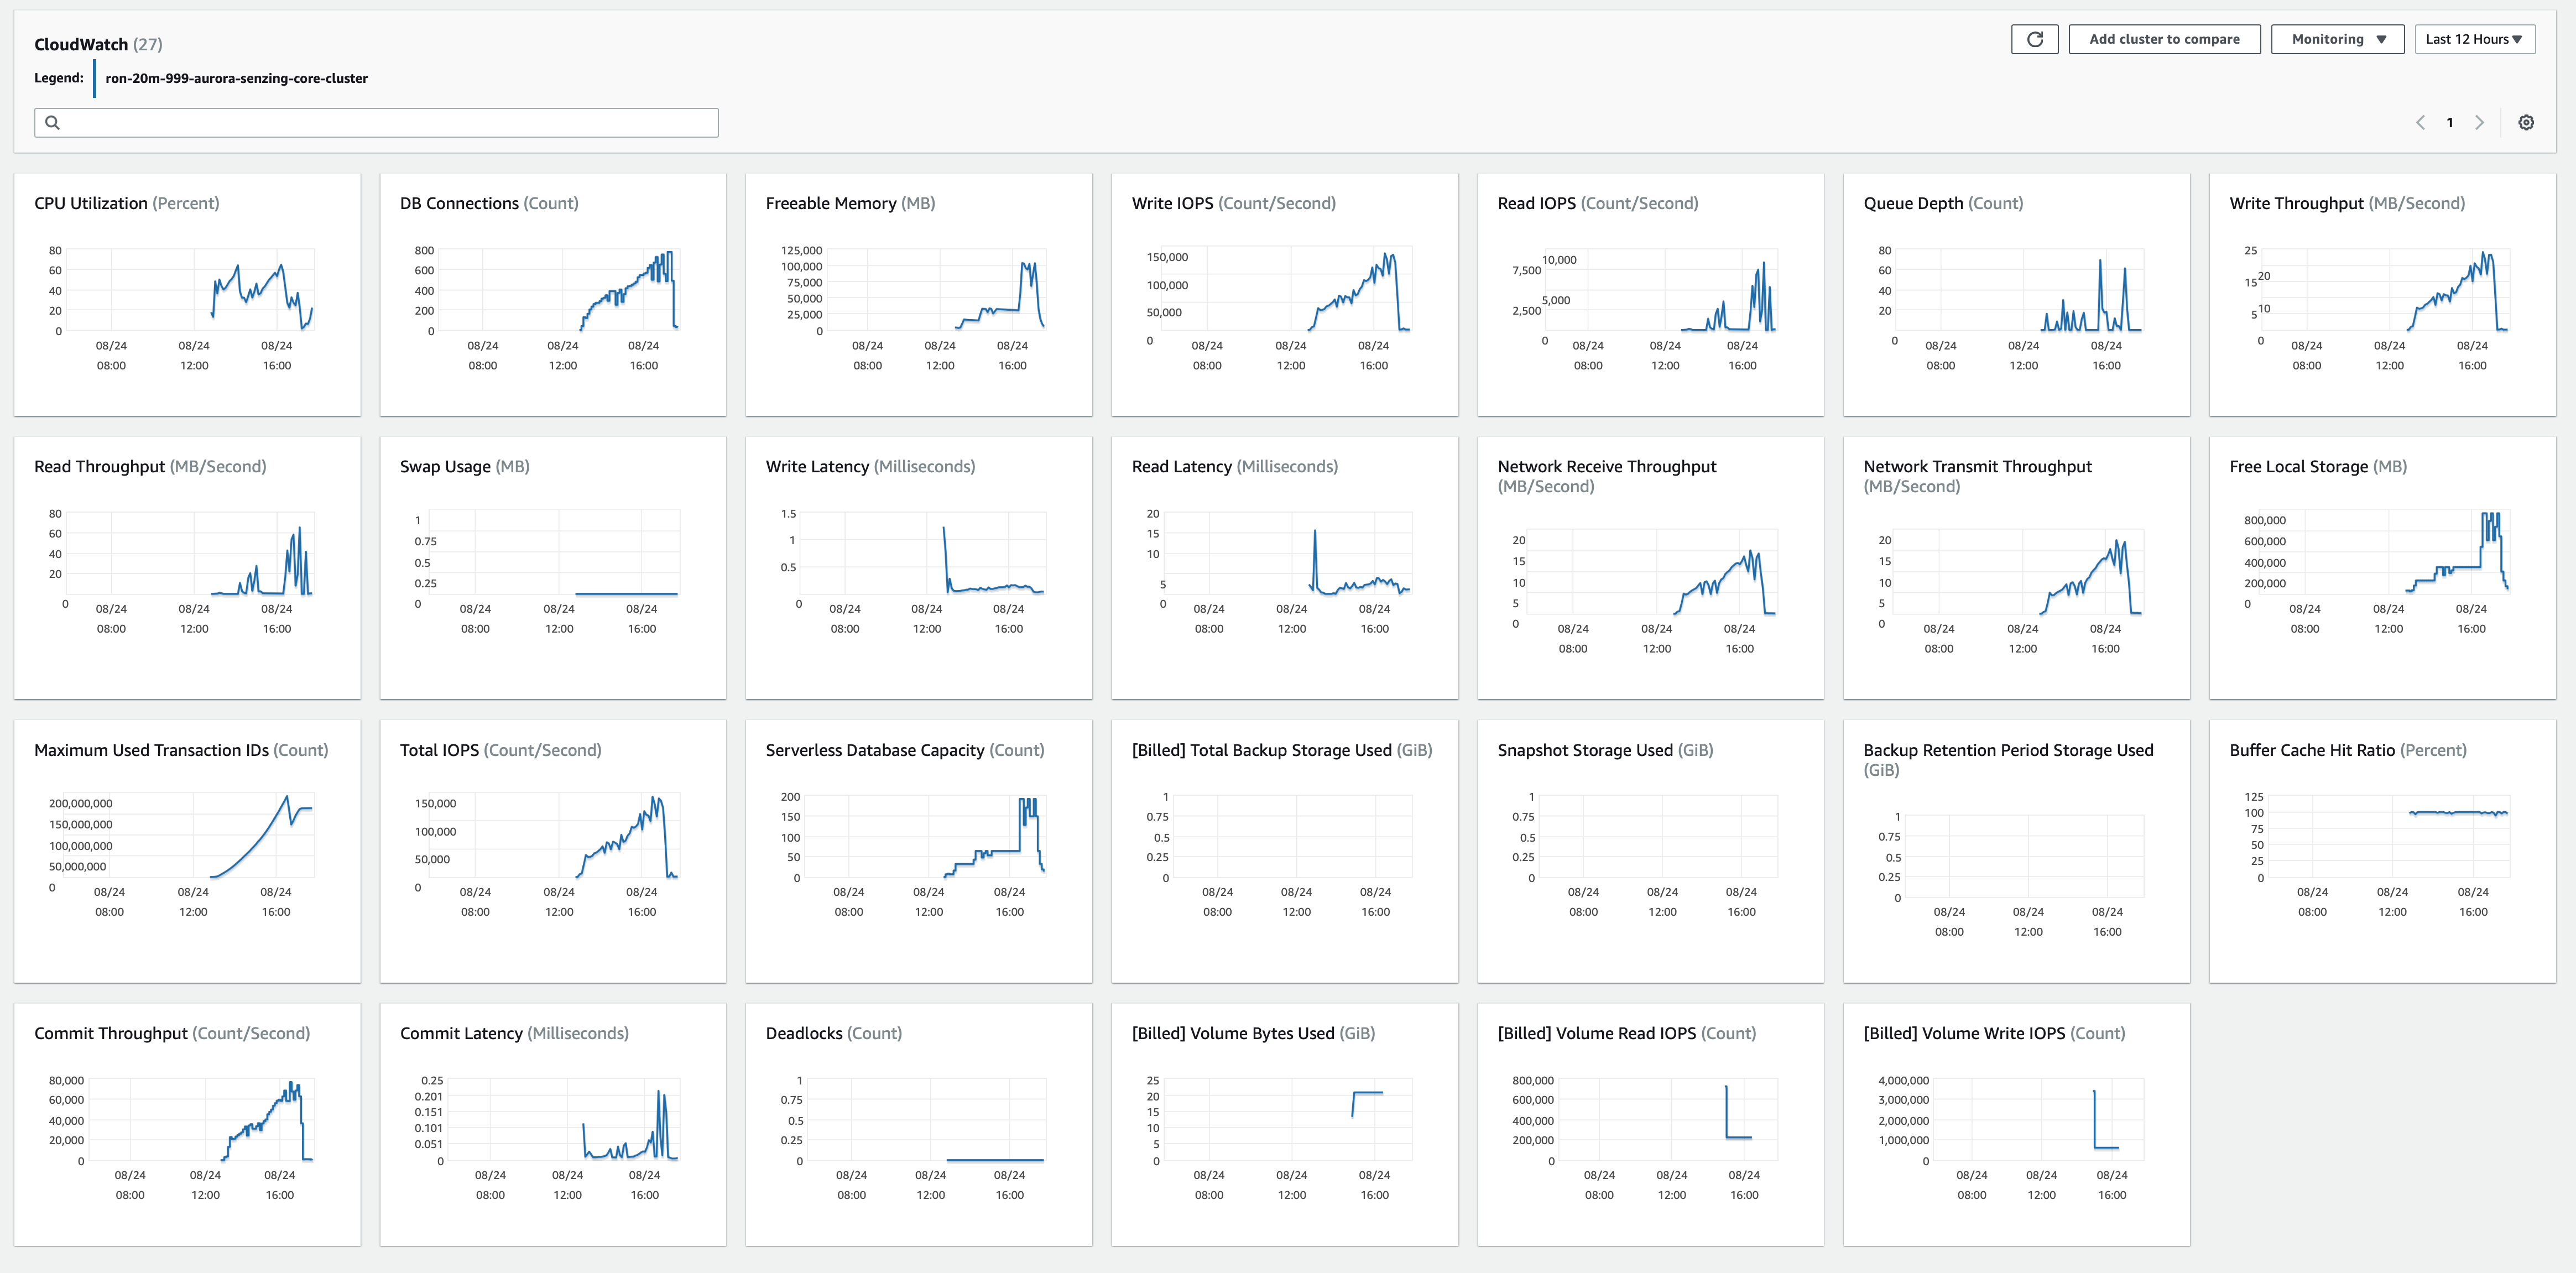 CloudWatch (27)
Add cluster to compare
Monitoring
Last 12 Hours
Legend:
ron-20m-999-aurora-senzing-core-cluster
1
CPU Utilization (Percent)
80
60
40
20
0
08/24 08/24 08/24
08:00 12:00 16:00
DB Connections (Count)
800
600
400
200
0
08/24 08/24 08/24
08:00 12:00 16:00
Freeable Memory (MB)
125,000
100,000
75,000
50,000
25,000
0
08/24 08/24 08/24
08:00 12:00 16:00
Write IOPS (Count/Second)
150,000
100,000
50,000
0
08/24 08/24 08/24
08:00 12:00 16:00
Read IOPS (Count/Second)
10,000
7,500
5,000
2,500
0
08/24 08/24 08/24
08:00 12:00 16:00
Queue Depth (Count)
80
60
40
20
0
08/24 08/24 08/24
08:00 12:00 16:00
Write Throughput (MB/Second)
25
20
15
10
5
0
08/24 08/24 08/24
08:00 12:00 16:00
Read Throughput (MB/Second)
80
60
40
20
0
08/24 08/24 08/24
08:00 12:00 16:00
Swap Usage (MB)
1
0.75
0.5
0.25
0
08/24 08/24 08/24
08:00 12:00 16:00
Write Latency (Milliseconds)
1.5
1
0.5
0
08/24 08/24 08/24
08:00 12:00 16:00
Read Latency (Milliseconds)
20
15
10
5
0
08/24 08/24 08/24
08:00 12:00 16:00
Network Receive Throughput
(MB/Second)
20
15
10
5
0
08/24 08/24 08/24
08:00 12:00 16:00
Network Transmit Throughput
(MB/Second)
20
15
10
5
0
08/24 08/24 08/24
08:00 12:00 16:00
Free Local Storage (MB)
800,000
600,000
400,000
200,000
0
08/24 08/24 08/24
08:00 12:00 16:00
Maximum Used Transaction IDs (Count)
200,000,000
150,000,000
100,000,000
50,000,000
0
08/24 08/24 08/24
08:00 12:00 16:00
Total IOPS (Count/Second)
150,000
100,000
50,000
0
08/24 08/24 08/24
08:00 12:00 16:00
Serverless Database Capacity (Count)
200
150
100
50
0
08/24 08/24 08/24
08:00 12:00 16:00
[Billed] Total Backup Storage Used (GiB)
1
0.75
0.5
0.25
0
08/24 08/24 08/24
08:00 12:00 16:00
Snapshot Storage Used (GiB)
1
0.75
0.5
0.25
0
08/24 08/24 08/24
08:00 12:00 16:00
Backup Retention Period Storage Used
(GiB)
1
0.75
0.5
0.25
0
08/24 08/24 08/24
08:00 12:00 16:00
Buffer Cache Hit Ratio (Percent)
125
100
75
50
25
0
08/24 08/24 08/24
08:00 12:00 16:00
Commit Throughput (Count/Second)
80,000
60,000
40,000
20,000
0
08/24 08/24 08/24
08:00 12:00 16:00
Commit Latency (Milliseconds)
0.25
0.201
0.151
0.101
0.051
0
08/24 08/24 08/24
08:00 12:00 16:00
Deadlocks (Count)
1
0.75
0.5
0.25
0
08/24 08/24 08/24
08:00 12:00 16:00
[Billed] Volume Bytes Used (GiB)
25
20
15
10
5
0
08/24 08/24 08/24
08:00 12:00 16:00
[Billed] Volume Read IOPS (Count)
800,000
600,000
400,000
200,000
0
08/24 08/24 08/24
08:00 12:00 16:00
[Billed] Volume Write IOPS (Count)
4,000,000
3,000,000
2,000,000
1,000,000
0
08/24 08/24 08/24
08:00 12:00 16:00